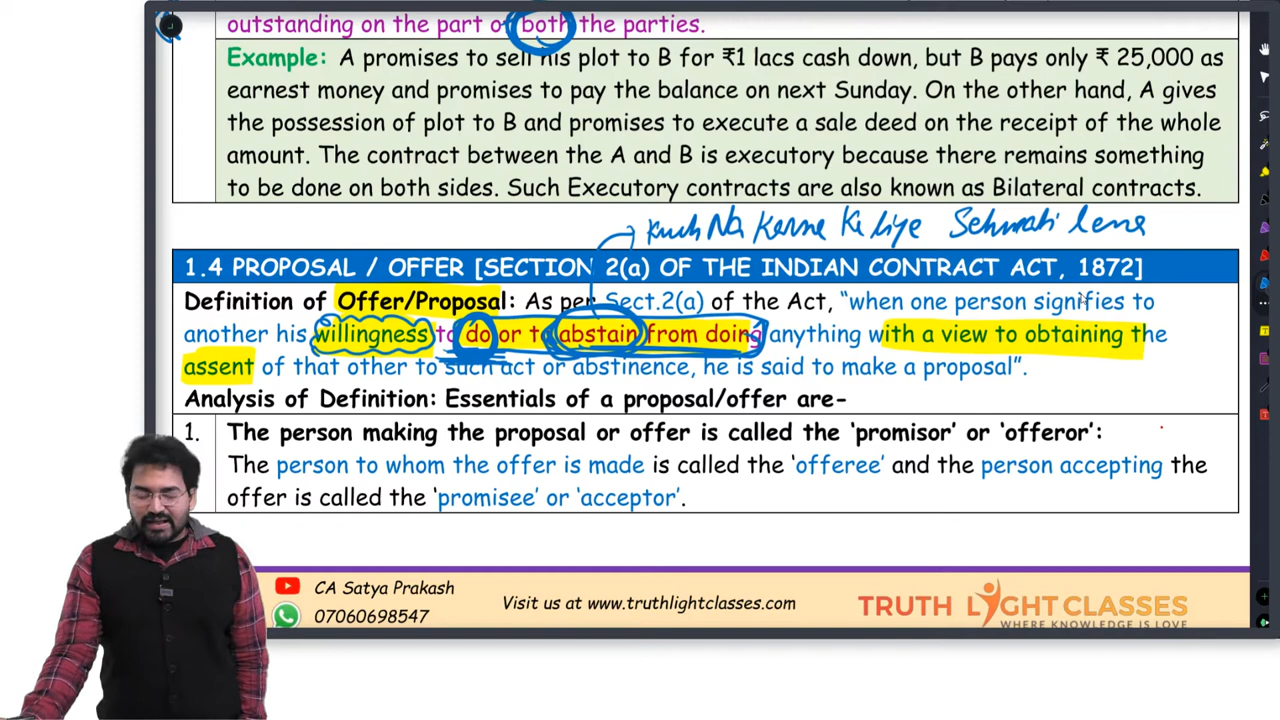 outstanding on the part of both the parties.
Example: A promises to sell his plot to B for ₹1 lacs cash down, but B pays only ₹ 25,000 as
earnest money and promises to pay the balance on next Sunday. On the other hand, A gives
the possession of plot to B and promises to execute a sale deed on the receipt of the whole
amount. The contract between the A and B is executory because there remains something
to be done on both sides. Such Executory contracts are also known as Bilateral contracts.
Kuch Na Karne Ke liye Sehmati lena
1.4 PROPOSAL / OFFER [SECTION 2(a) OF THE INDIAN CONTRACT ACT, 1872]
Definition of Offer/Proposal: As per Sect.2(a) of the Act, “when one person signifies to
another his willingness to do or to abstain from doing anything with a view to obtaining the
assent of that other to such act or abstinence, he is said to make a proposal”.
Analysis of Definition: Essentials of a proposal/offer are-
1. The person making the proposal or offer is called the ‘promisor’ or ‘offeror’:
The person to whom the offer is made is called the ‘offeree’ and the person accepting the
offer is called the ‘promisee’ or ‘acceptor’.
CA Satya Prakash
07060698547
Visit us at www.truthlightclasses.com
TRUTH LIGHT CLASSES
WHERE KNOWLEDGE IS LOVE